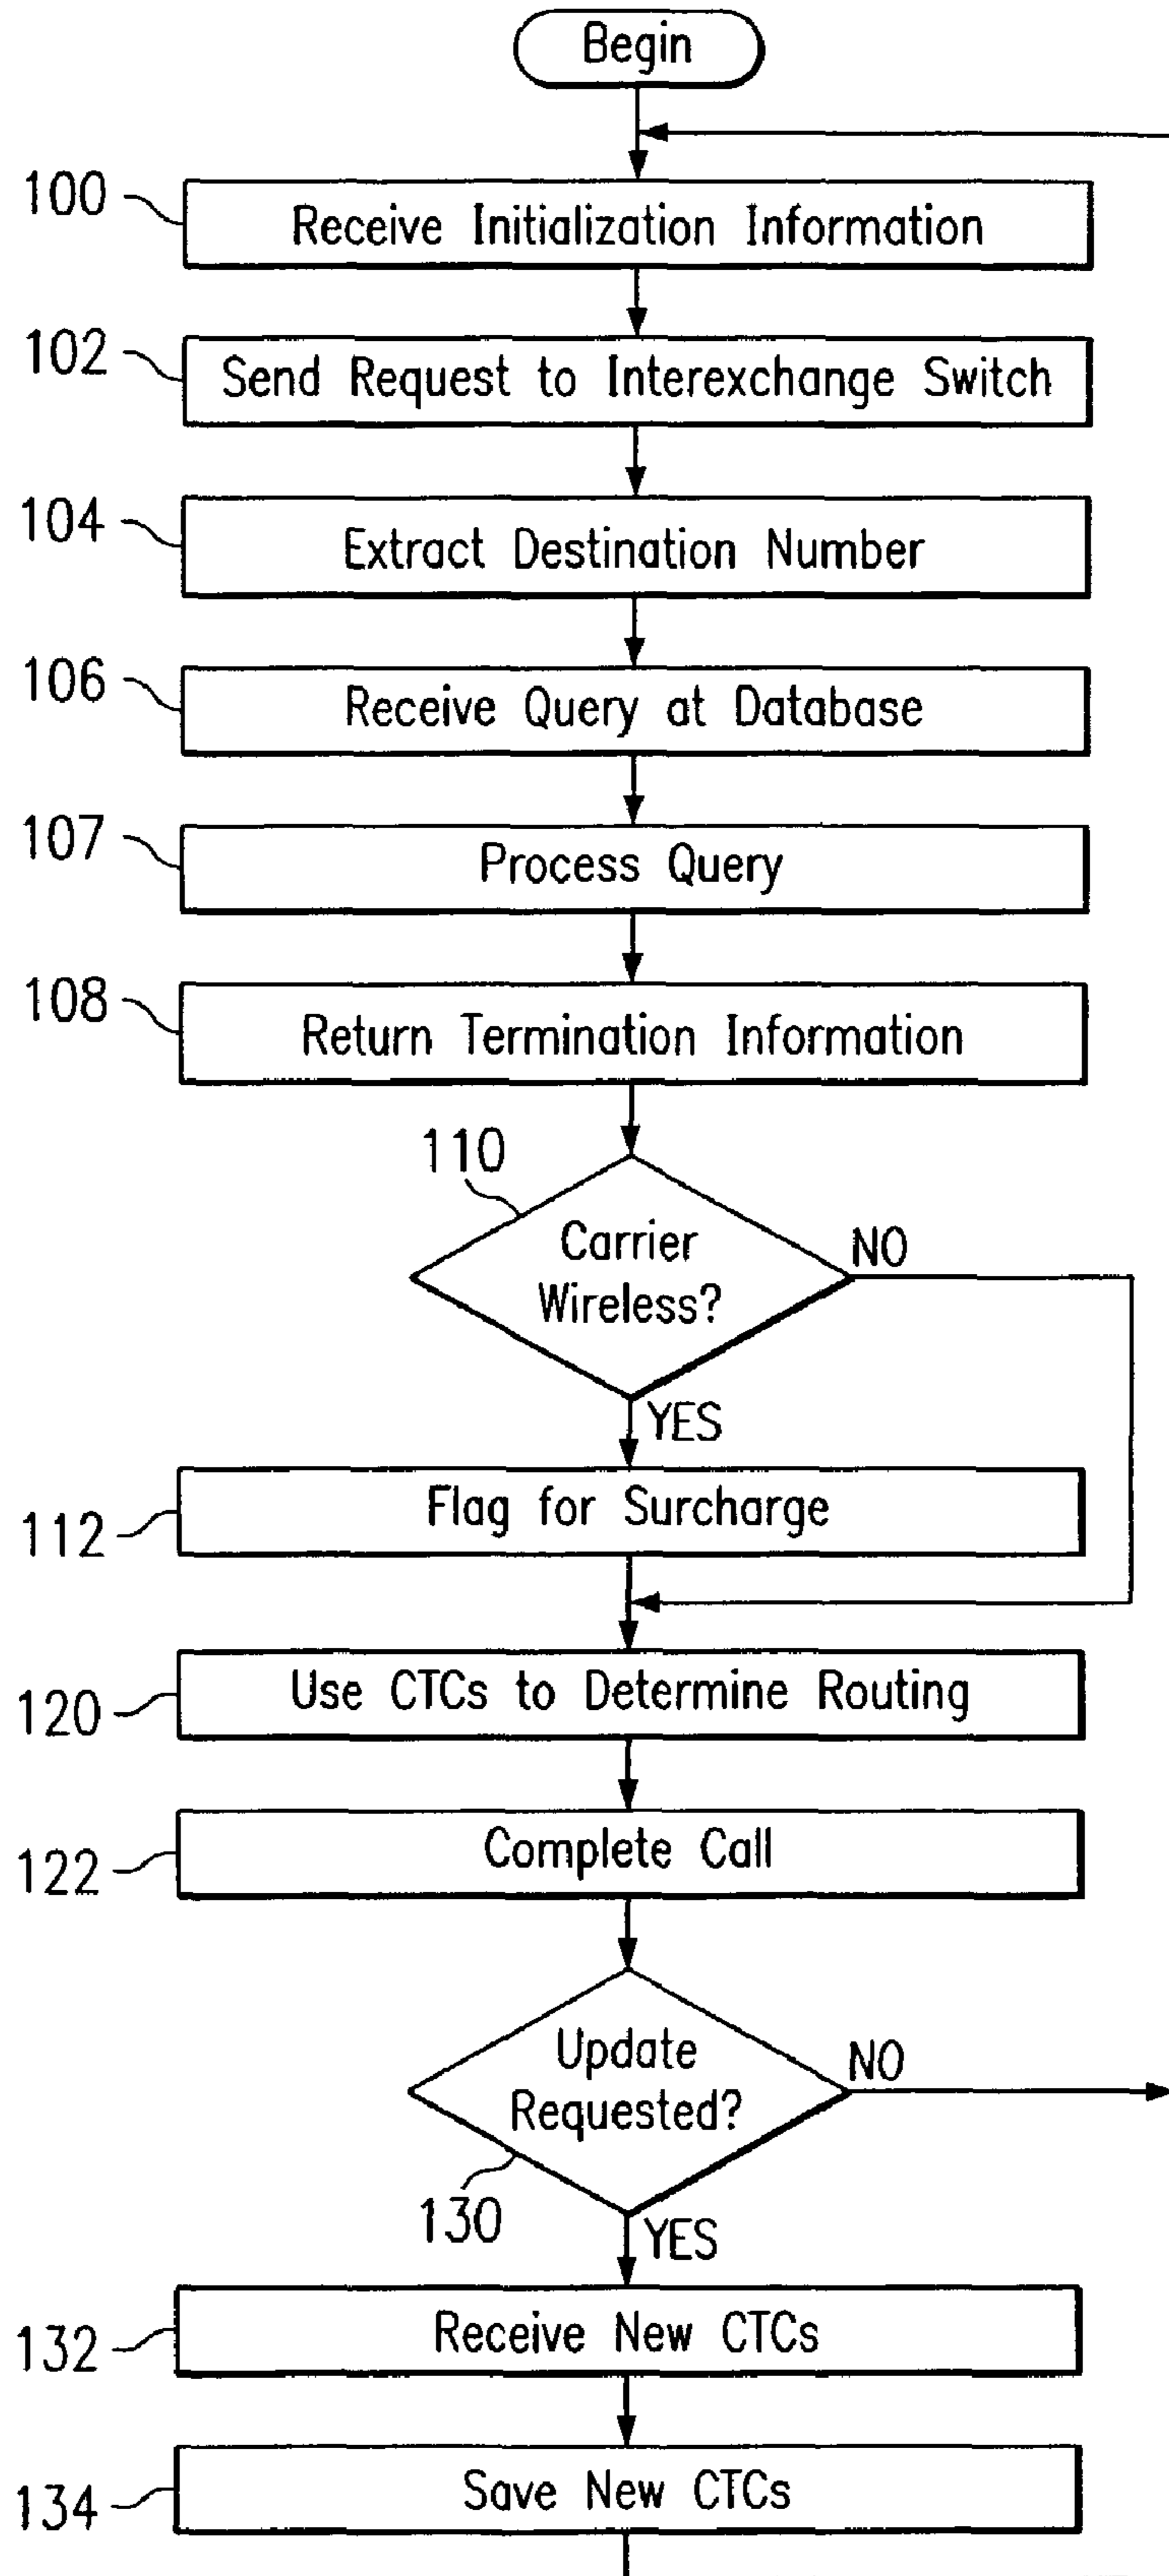 Begin
100
Receive Initialization Information
102
Send Request to Interexchange Switch
104
Extract Destination Number
106
Receive Query at Database
107
Process Query
108
Return Termination Information
110
Carrier
Wireless?
NO
YES
112
Flag for Surcharge
120
Use CTCs to Determine Routing
122
Complete Call
Update
Requested?
NO
130
YES
132
Receive New CTCs
134
Save New CTCs